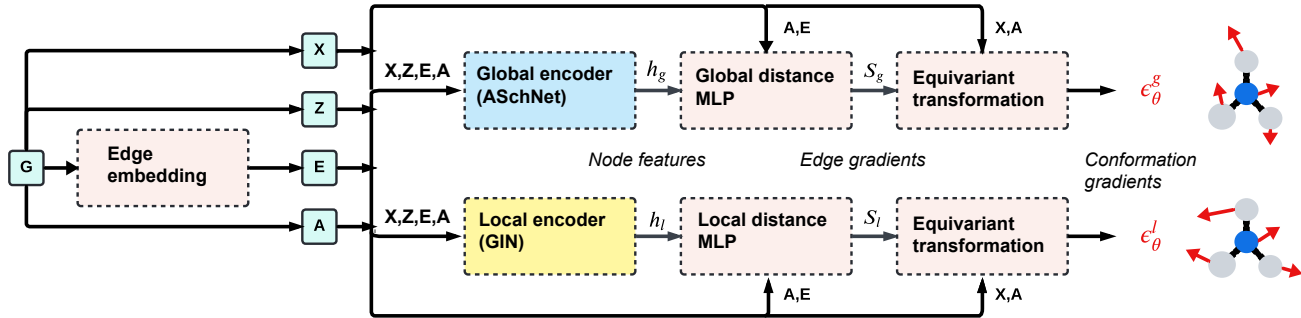 X
A,E
X,A
X,Z,E,A
Global encoder
(ASchNet)
h_g
Global distance
MLP
S_g
Equivariant
transformation
ϵ_θ^g
Z
G
Edge
embedding
E
Node features
Edge gradients
Conformation
gradients
A
X,Z,E,A
Local encoder
(GIN)
h_l
Local distance
MLP
S_l
Equivariant
transformation
ϵ_θ^l
A,E
X,A